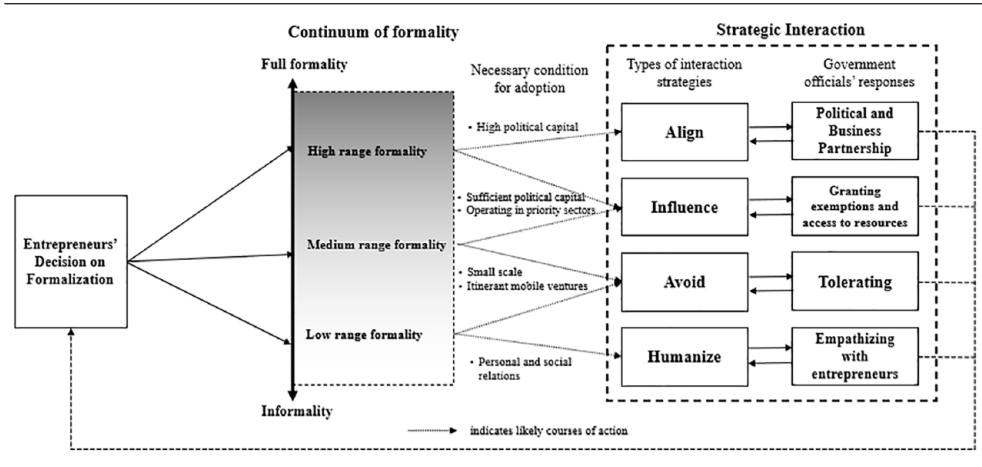 Continuum of formality
Strategic Interaction
Full formality
Necessary condition
for adoption
Types of interaction
strategies
Government
officials' responses
• High political capital
Align
Political and
Business
Partnership
High range formality
• Sufficient political capital
• Operating in priority sectors
Influence
Granting
exemptions and
access to resources
Entrepreneurs'
Decision on
Formalization
Medium range formality
• Small scale
• Itinerant mobile ventures
Avoid
Tolerating
Low range formality
• Personal and social
relations
Humanize
Empathizing
with
entrepreneurs
Informality
indicates likely courses of action